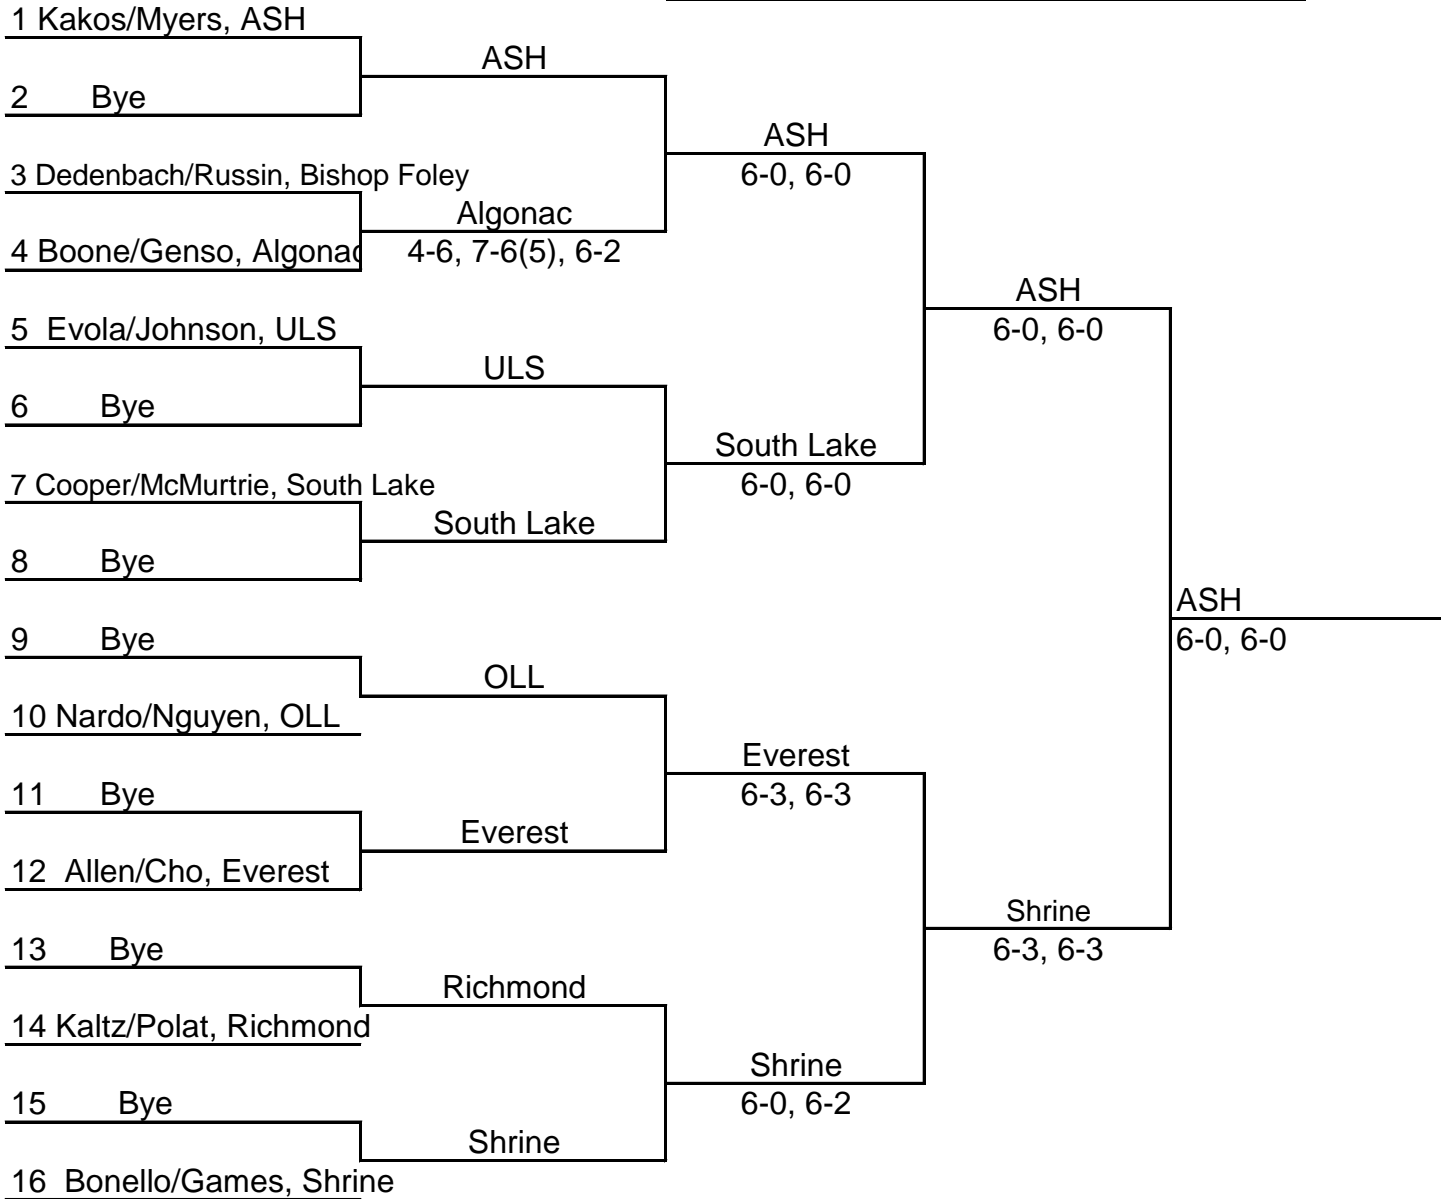 1 Kakos/Myers, ASH
ASH
2 Bye
ASH
3 Dedenbach/Russin, Bishop Foley
6-0, 6-0
Algonac
4 Boone/Genso, Algonac
4-6, 7-6(5), 6-2
ASH
5 Evola/Johnson, ULS
6-0, 6-0
ULS
6 Bye
South Lake
7 Cooper/McMurtrie, South Lake
6-0, 6-0
South Lake
8 Bye
ASH
9 Bye
6-0, 6-0
OLL
10 Nardo/Nguyen, OLL
Everest
11 Bye
6-3, 6-3
Everest
12 Allen/Cho, Everest
Shrine
13 Bye
6-3, 6-3
Richmond
14 Kaltz/Polat, Richmond
Shrine
15 Bye
6-0, 6-2
Shrine
16 Bonello/Games, Shrine